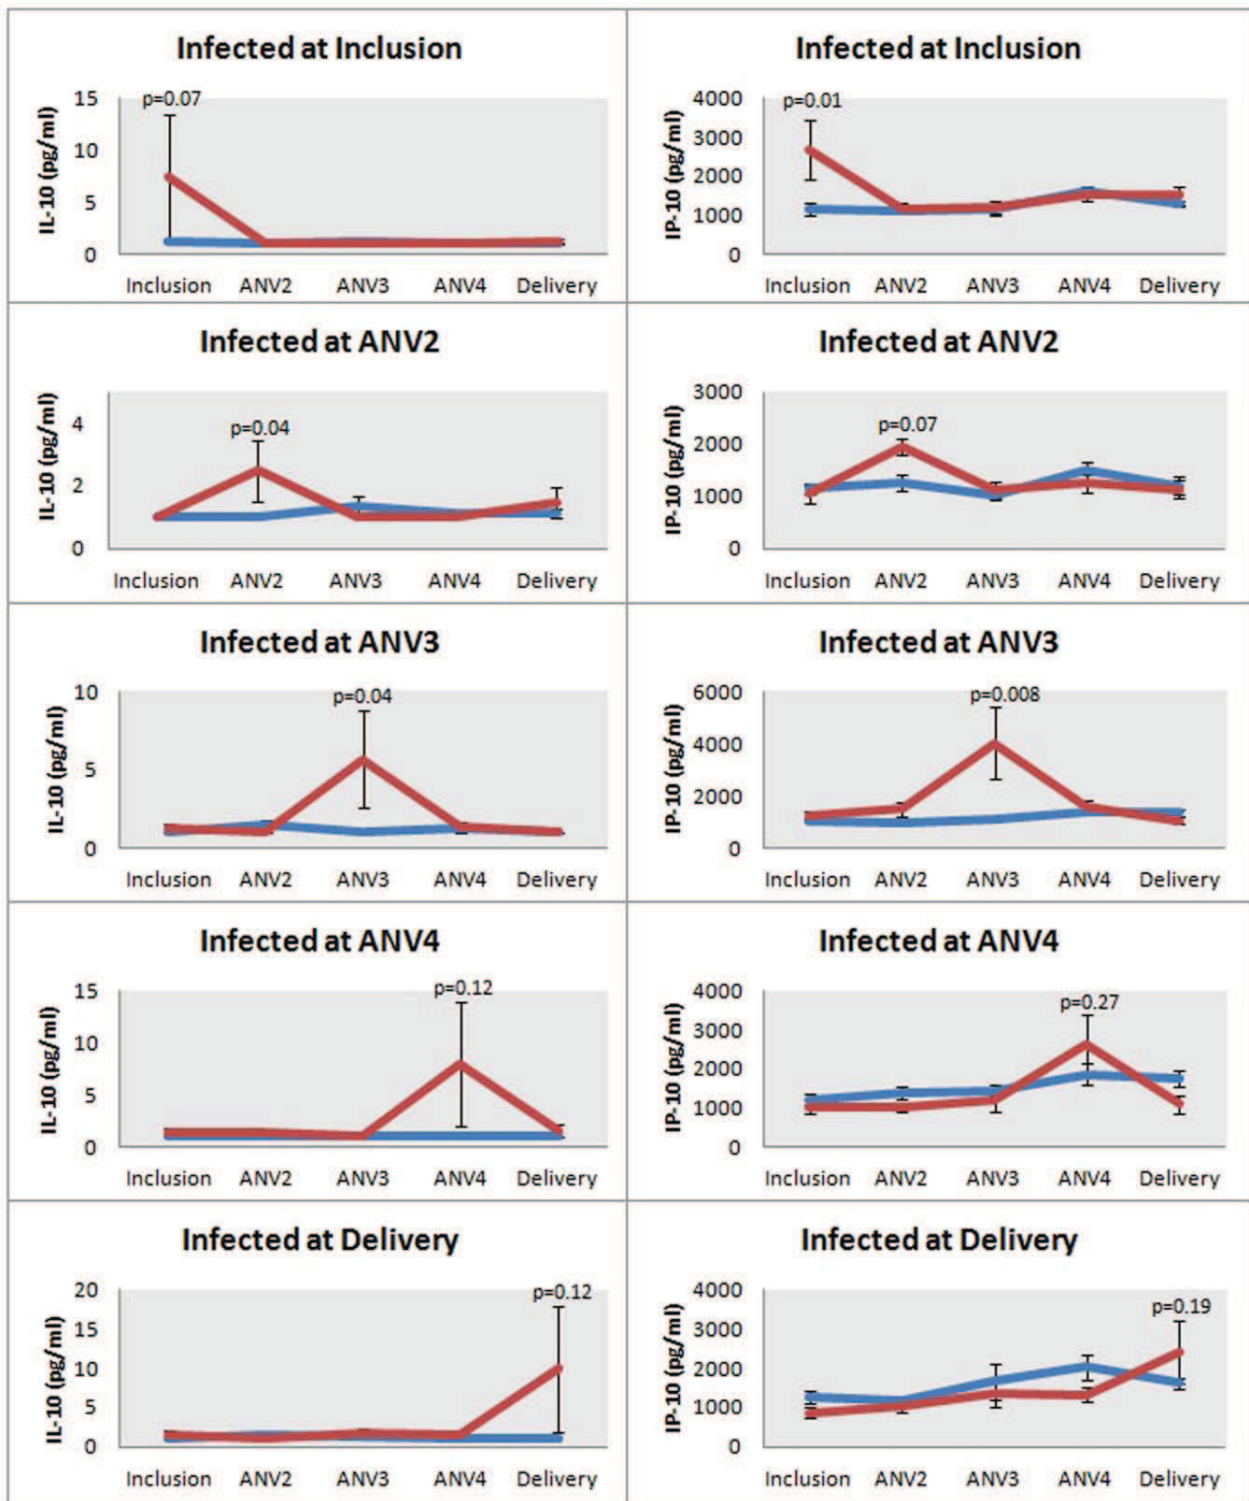 Infected at Inclusion
IL-10 (pg/ml)
15
10
5
0
p=0.07
Inclusion ANV2 ANV3 ANV4 Delivery
Infected at Inclusion
IP-10 (pg/ml)
4000
3000
2000
1000
0
p=0.01
Inclusion ANV2 ANV3 ANV4 Delivery
Infected at ANV2
IL-10 (pg/ml)
4
2
0
p=0.04
Inclusion ANV2 ANV3 ANV4 Delivery
Infected at ANV2
IP-10 (pg/ml)
3000
2000
1000
0
p=0.07
Inclusion ANV2 ANV3 ANV4 Delivery
Infected at ANV3
IL-10 (pg/ml)
10
5
0
p=0.04
Inclusion ANV2 ANV3 ANV4 Delivery
Infected at ANV3
IP-10 (pg/ml)
6000
4000
2000
0
p=0.008
Inclusion ANV2 ANV3 ANV4 Delivery
Infected at ANV4
IL-10 (pg/ml)
15
10
5
0
p=0.12
Inclusion ANV2 ANV3 ANV4 Delivery
Infected at ANV4
IP-10 (pg/ml)
4000
3000
2000
1000
0
p=0.27
Inclusion ANV2 ANV3 ANV4 Delivery
Infected at Delivery
IL-10 (pg/ml)
20
15
10
5
0
p=0.12
Inclusion ANV2 ANV3 ANV4 Delivery
Infected at Delivery
IP-10 (pg/ml)
4000
3000
2000
1000
0
p=0.19
Inclusion ANV2 ANV3 ANV4 Delivery